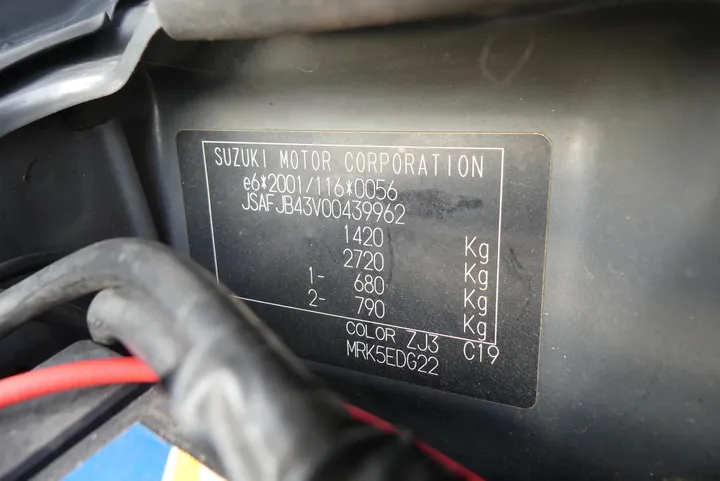 SUZUKI MOTOR CORPORATION
e6*2001/116*0056
JSAFJB43V00439962
1420 Kg
2720 Kg
1- 680 Kg
2- 790 Kg
COLOR ZJ3 C19
MRK5EDG22